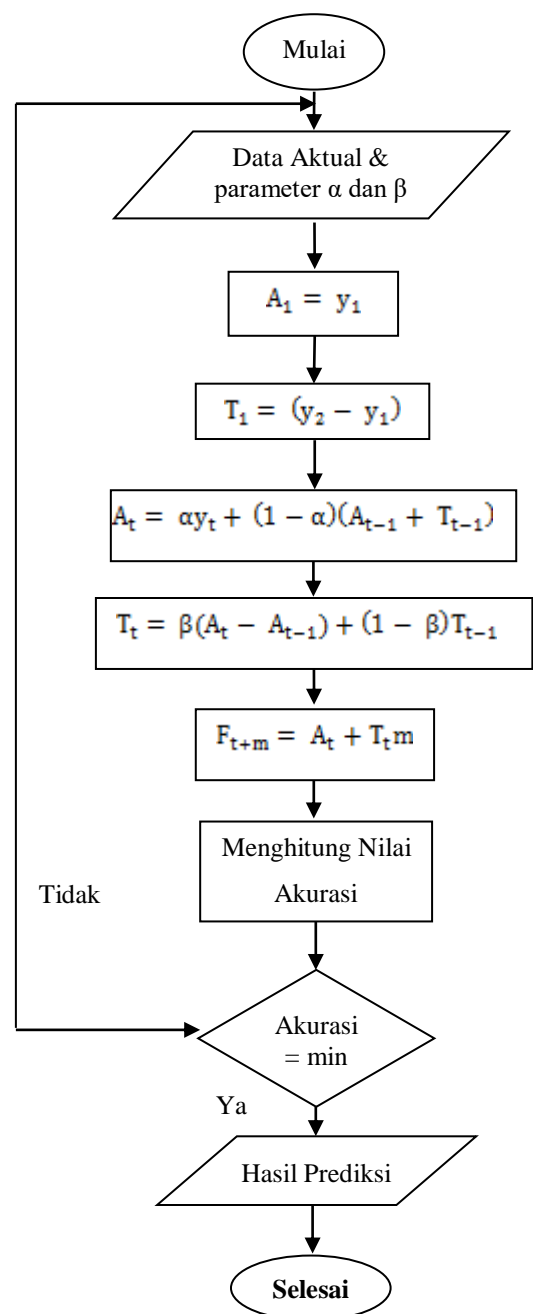 Mulai
Data Aktual &
parameter α dan β
A₁ = y₁
T₁ = (y₂ − y₁)
Aₜ = αyₜ + (1 − α)(Aₜ₋₁ + Tₜ₋₁)
Tₜ = β(Aₜ − Aₜ₋₁) + (1 − β)Tₜ₋₁
Fₜ₊ₘ = Aₜ + Tₜm
Menghitung Nilai
Akurasi
Tidak
Akurasi
= min
Ya
Hasil Prediksi
Selesai